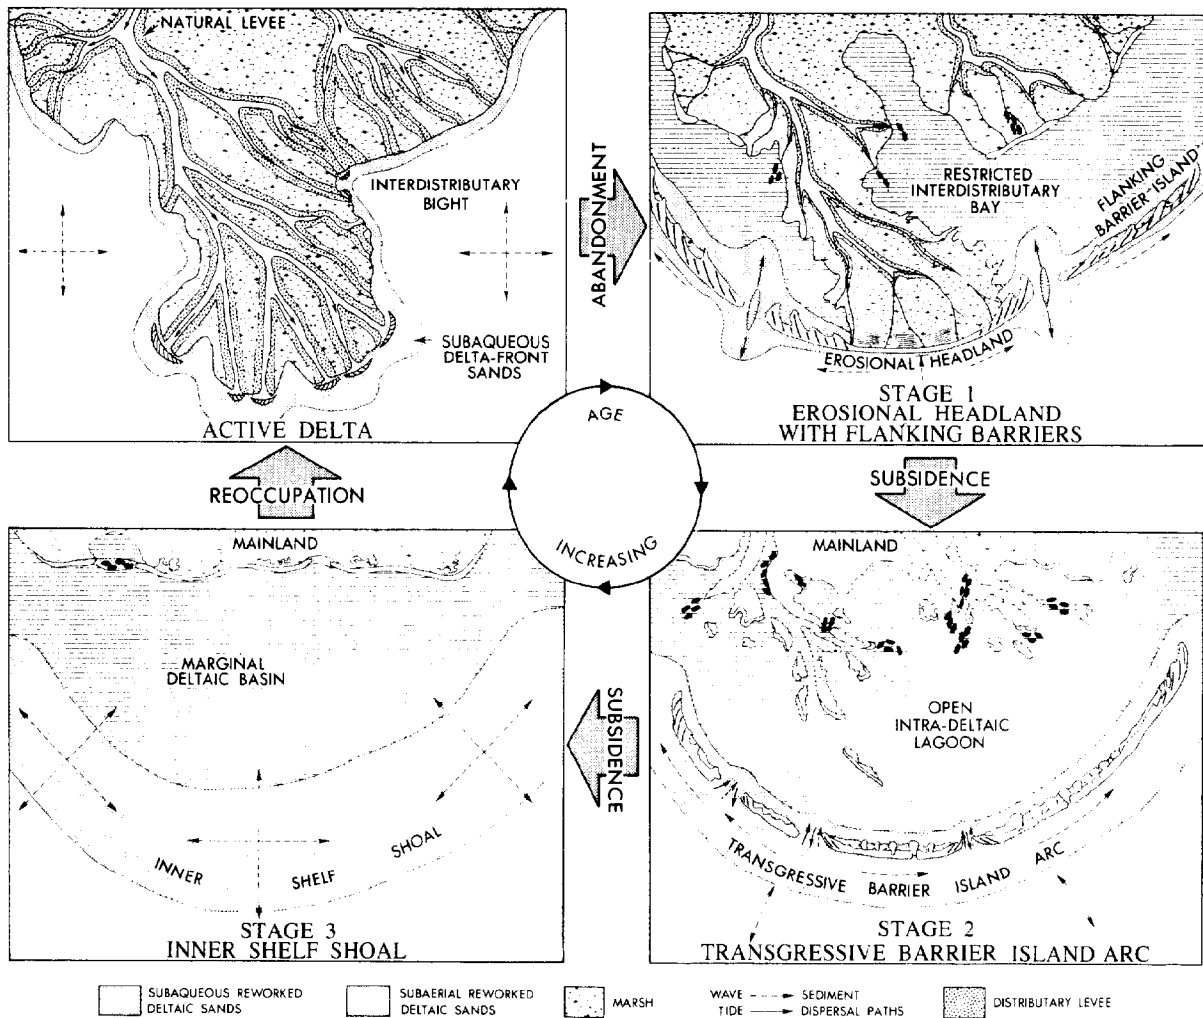 NATURAL LEVEE
INTERDISTRIBUTARY
BIGHT
SUBAQUEOUS
DELTA-FRONT
SANDS
ACTIVE DELTA
ABANDONMENT
RESTRICTED
INTERDISTRIBUTARY
BAY
FLANKING
BARRIER-ISLAND
EROSIONAL HEADLAND
STAGE 1
EROSIONAL HEADLAND
WITH FLANKING BARRIERS
AGE
INCREASING
REOCCUPATION
SUBSIDENCE
MAINLAND
MARGINAL
DELTAIC BASIN
INNER SHELF SHOAL
STAGE 3
INNER SHELF SHOAL
SUBSIDENCE
MAINLAND
OPEN
INTRA-DELTAIC
LAGOON
TRANSGRESSIVE BARRIER ISLAND ARC
STAGE 2
TRANSGRESSIVE BARRIER ISLAND ARC
SUBAQUEOUS REWORKED
DELTAIC SANDS
SUBAERIAL REWORKED
DELTAIC SANDS
MARSH
WAVE SEDIMENT
TIDE DISPERSAL PATHS
DISTRIBUTARY LEVEE